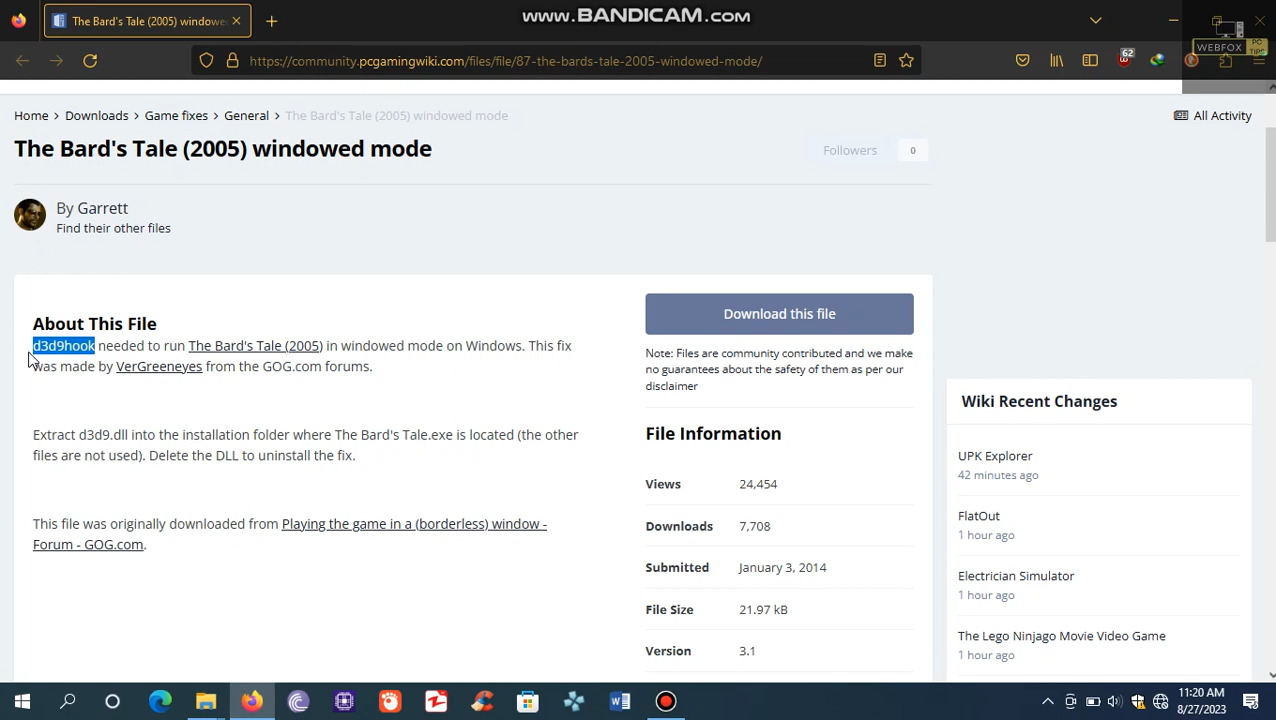 The Bard's Tale (2005) windowe
www.BANDICAM.com
WEBFOX PC TIPS
https://community.pcgamingwiki.com/files/file/87-the-bards-tale-2005-windowed-mode/
62
Home > Downloads > Game fixes > General > The Bard's Tale (2005) windowed mode
All Activity
The Bard's Tale (2005) windowed mode
Followers 0
By Garrett
Find their other files
About This File
d3d9hook needed to run The Bard's Tale (2005) in windowed mode on Windows. This fix
was made by VerGreeneyes from the GOG.com forums.
Extract d3d9.dll into the installation folder where The Bard's Tale.exe is located (the other
files are not used). Delete the DLL to uninstall the fix.
This file was originally downloaded from Playing the game in a (borderless) window -
Forum - GOG.com.
Download this file
Note: Files are community contributed and we make
no guarantees about the safety of them as per our
disclaimer
File Information
Views 24,454
Downloads 7,708
Submitted January 3, 2014
File Size 21.97 kB
Version 3.1
Wiki Recent Changes
UPK Explorer
42 minutes ago
FlatOut
1 hour ago
Electrician Simulator
1 hour ago
The Lego Ninjago Movie Video Game
1 hour ago
11:20 AM
8/27/2023